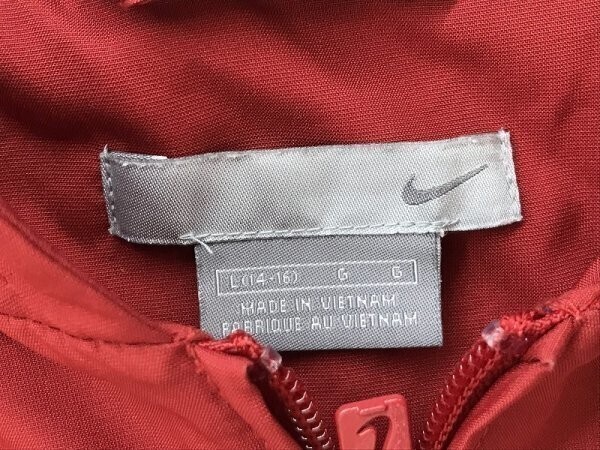 L(14-16) G G
MADE IN VIETNAM
FABRIQUE AU VIETNAM